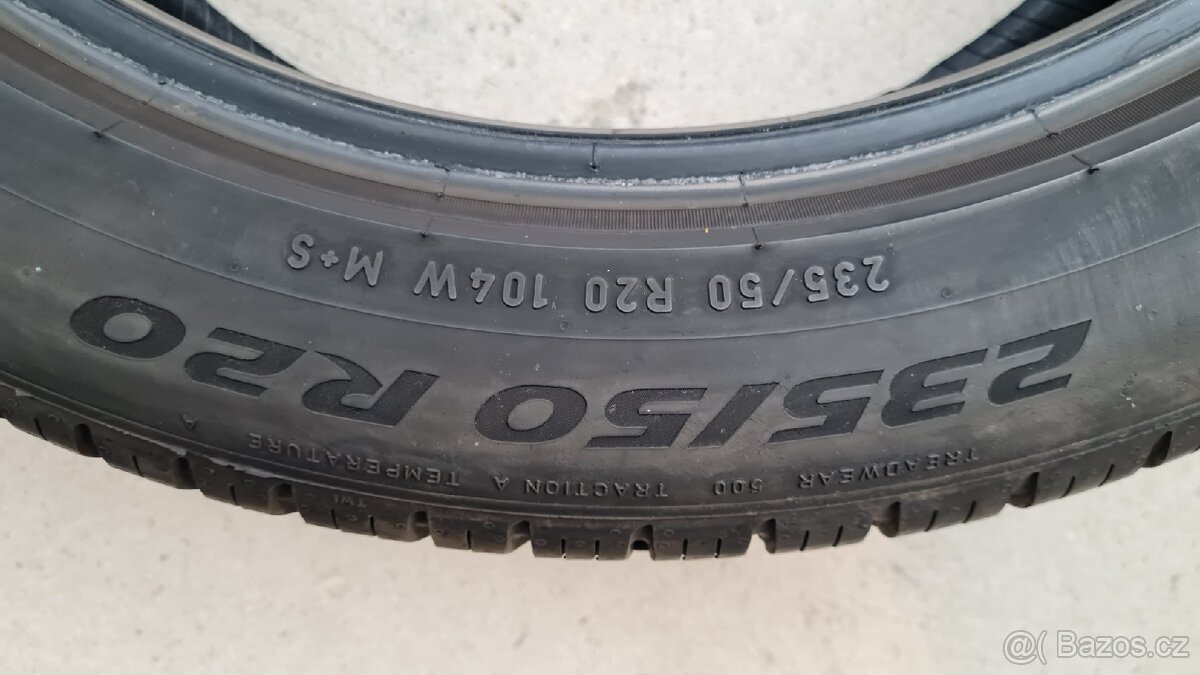 235/50 R20 104W M+S
235/50 R20
TREADWEAR 500 TRACTION A TEMPERATURE A
TWI
@( Bazos.cz